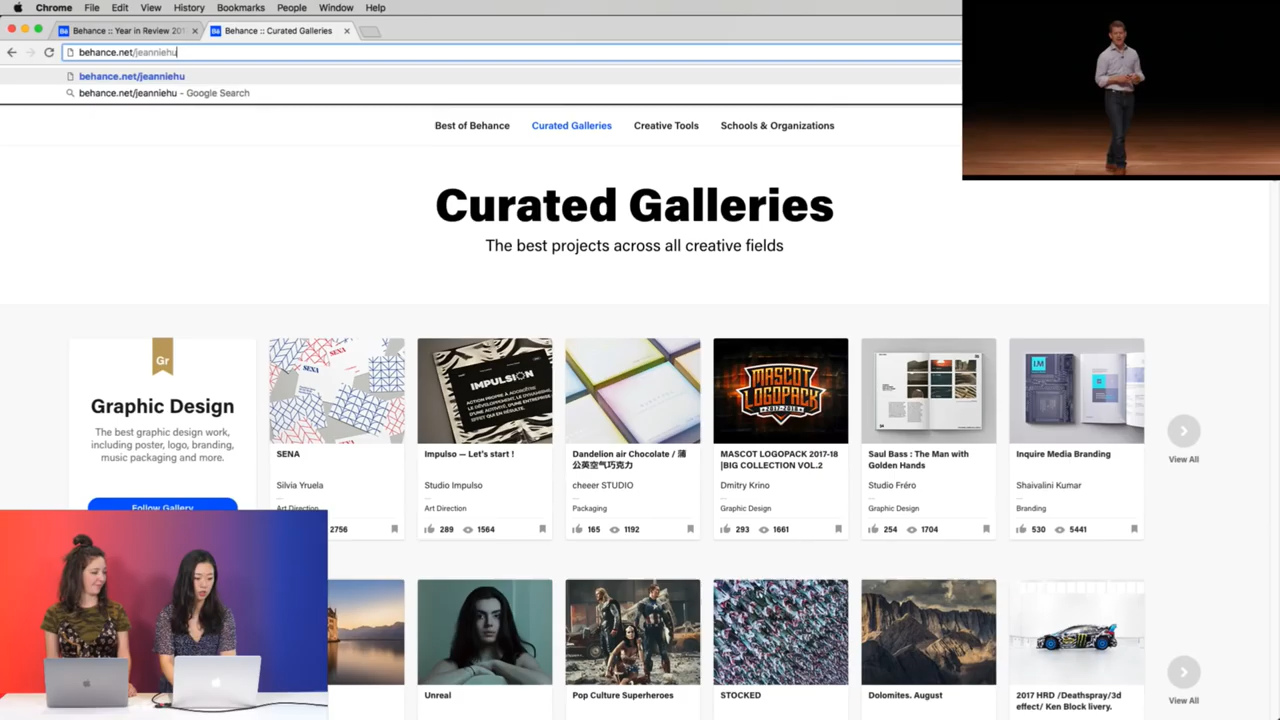 Chrome File Edit View History Bookmarks People Window Help
Behance :: Year in Review 201
Behance :: Curated Galleries
behance.net/jeanniehu
behance.net/jeanniehu
behance.net/jeanniehu - Google Search
Best of Behance Curated Galleries Creative Tools Schools & Organizations
Curated Galleries
The best projects across all creative fields
Gr
Graphic Design
The best graphic design work,
including poster, logo, branding,
music packaging and more.
Follow Gallery
SENA
SENA
SENA
Silvia Yruela
Art Direction
2756
IMPULSION
Impulso — Let's start !
Studio Impulso
Art Direction
289 1564
Dandelion air Chocolate / 蒲
公英空气巧克力
cheeer STUDIO
Packaging
165 1192
MASCOT
LOGOPACK
2017-2018
MASCOT LOGOPACK 2017-18
|BIG COLLECTION VOL.2
Dmitry Krino
Graphic Design
293 1661
Saul Bass : The Man with
Golden Hands
Studio Fréro
Graphic Design
254 1704
I.M
Inquire Media Branding
Shaivalini Kumar
Branding
530 5441
View All
Unreal
Pop Culture Superheroes
STOCKED
Dolomites. August
2017 HRD /Deathspray/3d
effect/ Ken Block livery.
View All